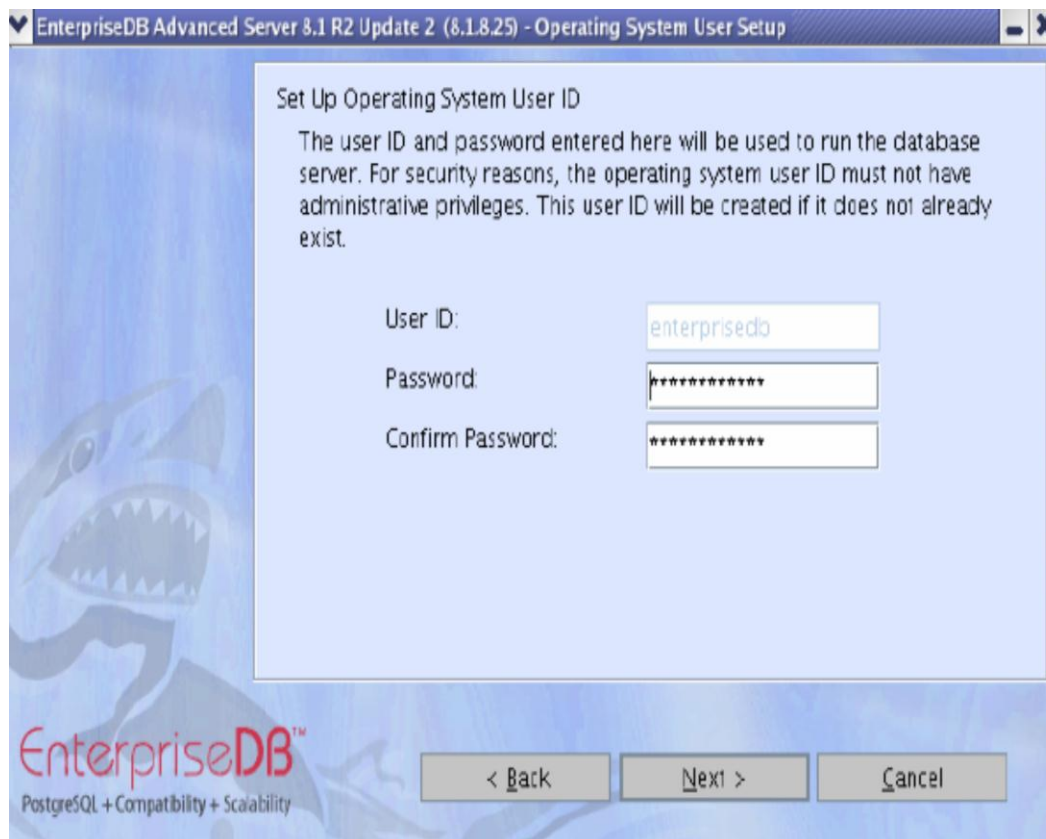 EnterpriseDB Advanced Server 8.1 R2 Update 2 (8.1.8.25) - Operating System User Setup
Set Up Operating System User ID
The user ID and password entered here will be used to run the database
server. For security reasons, the operating system user ID must not have
administrative privileges. This user ID will be created if it does not already
exist.
User ID:
enterprisedb
Password:
************
Confirm Password:
************
EnterpriseDB™
PostgreSQL + Compatibility + Scalability
< Back
Next >
Cancel